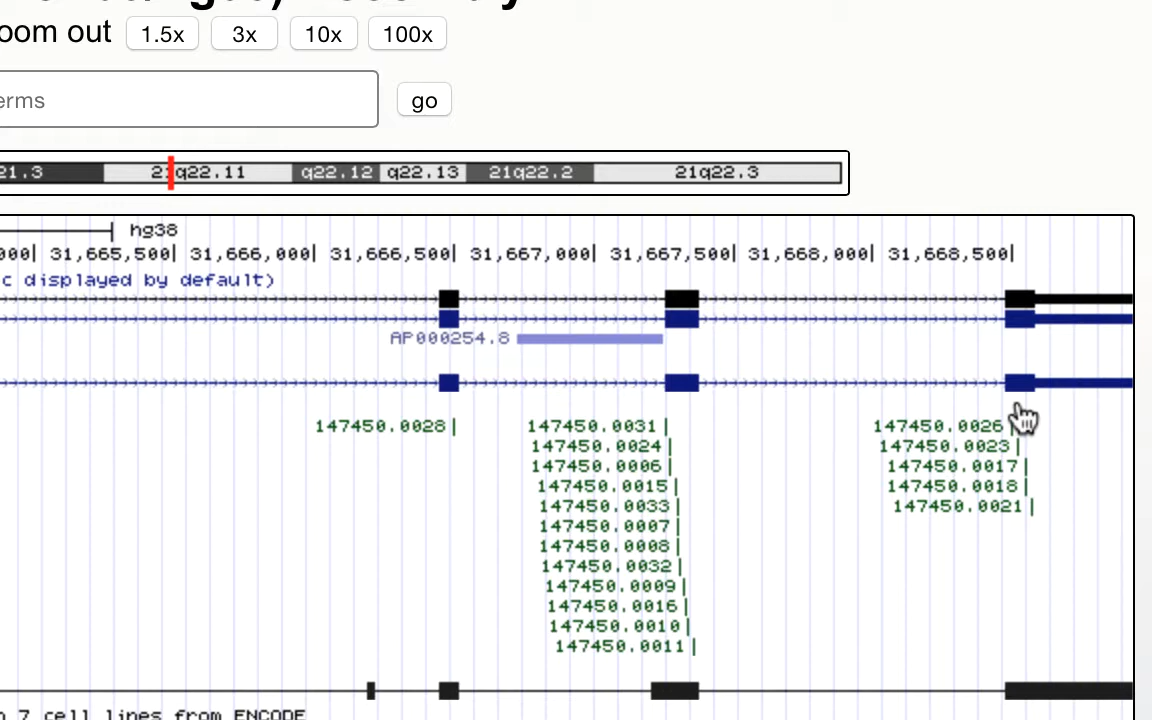 oom out 1.5x 3x 10x 100x
erms go
21.3 21q22.11 q22.12 q22.13 21q22.2 21q22.3
hg38
000| 31,665,500| 31,666,000| 31,666,500| 31,667,000| 31,667,500| 31,668,000| 31,668,500|
c displayed by default)
AP000254.8
147450.0028 147450.0031 147450.0026
147450.0024 147450.0023
147450.0006 147450.0017
147450.0015 147450.0018
147450.0033 147450.0021
147450.0007
147450.0008
147450.0032
147450.0009
147450.0016
147450.0010
147450.0011
7 cell lines from ENCODE